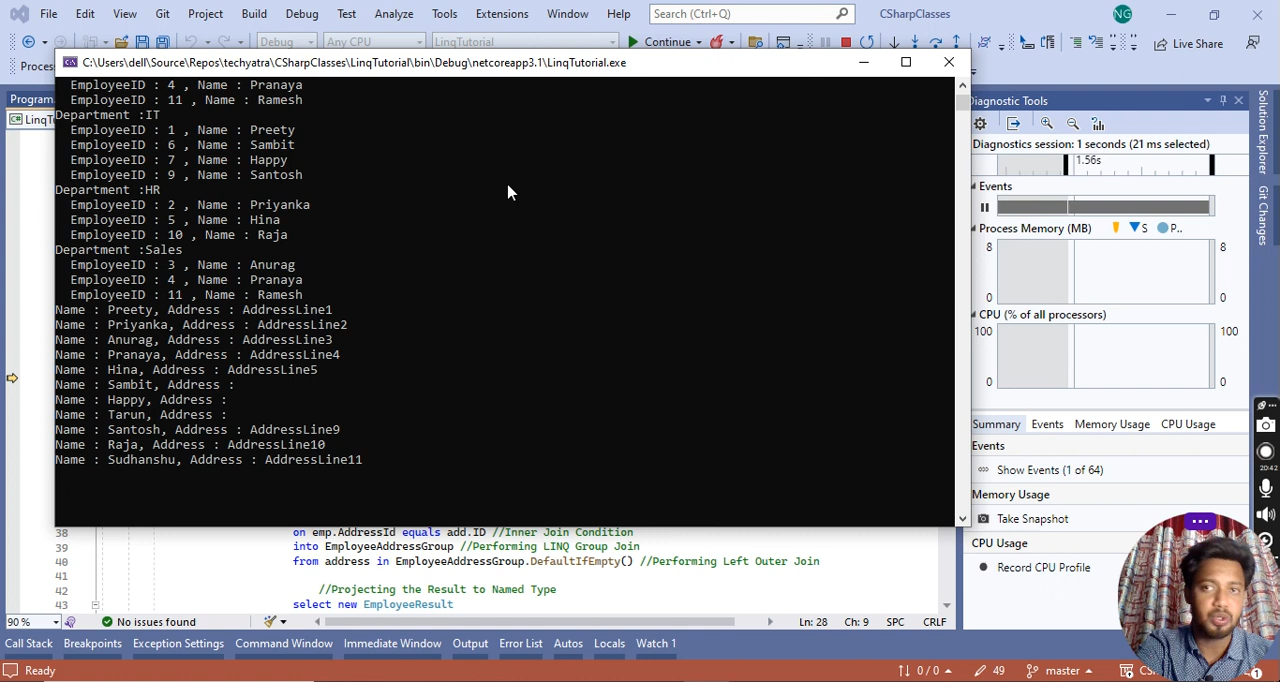 File Edit View Git Project Build Debug Test Analyze Tools Extensions Window Help Search (Ctrl+Q) CSharpClasses NG
Debug Any CPU LinqTutorial Continue Live Share
Proces
C:\Users\dell\Source\Repos\techyatra\CSharpClasses\LinqTutorial\bin\Debug\netcoreapp3.1\LinqTutorial.exe
Program.
LinqTu
EmployeeID : 4 , Name : Pranaya
EmployeeID : 11 , Name : Ramesh
Department :IT
EmployeeID : 1 , Name : Preety
EmployeeID : 6 , Name : Sambit
EmployeeID : 7 , Name : Happy
EmployeeID : 9 , Name : Santosh
Department :HR
EmployeeID : 2 , Name : Priyanka
EmployeeID : 5 , Name : Hina
EmployeeID : 10 , Name : Raja
Department :Sales
EmployeeID : 3 , Name : Anurag
EmployeeID : 4 , Name : Pranaya
EmployeeID : 11 , Name : Ramesh
Name : Preety, Address : AddressLine1
Name : Priyanka, Address : AddressLine2
Name : Anurag, Address : AddressLine3
Name : Pranaya, Address : AddressLine4
Name : Hina, Address : AddressLine5
Name : Sambit, Address :
Name : Happy, Address :
Name : Tarun, Address :
Name : Santosh, Address : AddressLine9
Name : Raja, Address : AddressLine10
Name : Sudhanshu, Address : AddressLine11
38 on emp.AddressId equals add.ID //Inner Join Condition
39 into EmployeeAddressGroup //Performing LINQ Group Join
40 from address in EmployeeAddressGroup.DefaultIfEmpty() //Performing Left Outer Join
41
42 //Projecting the Result to Named Type
43 select new EmployeeResult
90 % No issues found Ln: 28 Ch: 9 SPC CRLF
Diagnostic Tools
Diagnostics session: 1 seconds (21 ms selected)
1.56s
Events
Process Memory (MB) S P..
8 8
0 0
CPU (% of all processors)
100 100
0 0
Summary Events Memory Usage CPU Usage
Events
Show Events (1 of 64)
Memory Usage
Take Snapshot
CPU Usage
Record CPU Profile
Solution Explorer
Git Changes
20:42
Call Stack Breakpoints Exception Settings Command Window Immediate Window Output Error List Autos Locals Watch 1
Ready 0 / 0 49 master CS 1